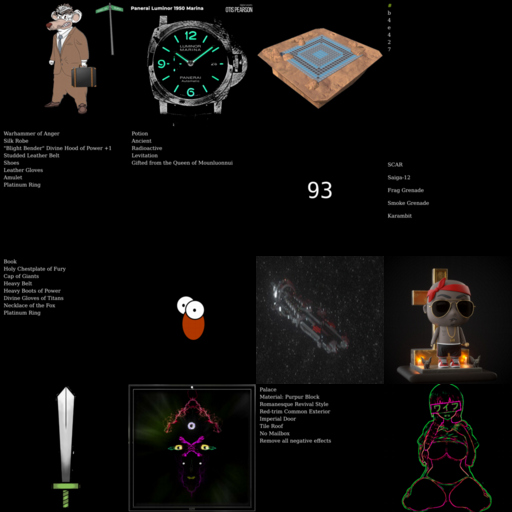 Panerai Luminor 1950 Marina
OTIS PEARSON
LUMINOR
MARINA
PANERAI
#
b
4
e
4
2
7
Warhammer of Anger
Silk Robe
"Blight Bender" Divine Hood of Power +1
Studded Leather Belt
Shoes
Leather Gloves
Amulet
Platinum Ring
Potion
Ancient
Radioactive
Levitation
Gifted from the Queen of Mounluonnui
93
SCAR
Saiga-12
Frag Grenade
Smoke Grenade
Karambit
Book
Holy Chestplate of Fury
Cap of Giants
Heavy Belt
Heavy Boots of Power
Divine Gloves of Titans
Necklace of the Fox
Platinum Ring
Palace
Material: Purpur Block
Romanesque Revival Style
Red-trim Common Exterior
Imperial Door
Tile Roof
No Mailbox
Remove all negative effects